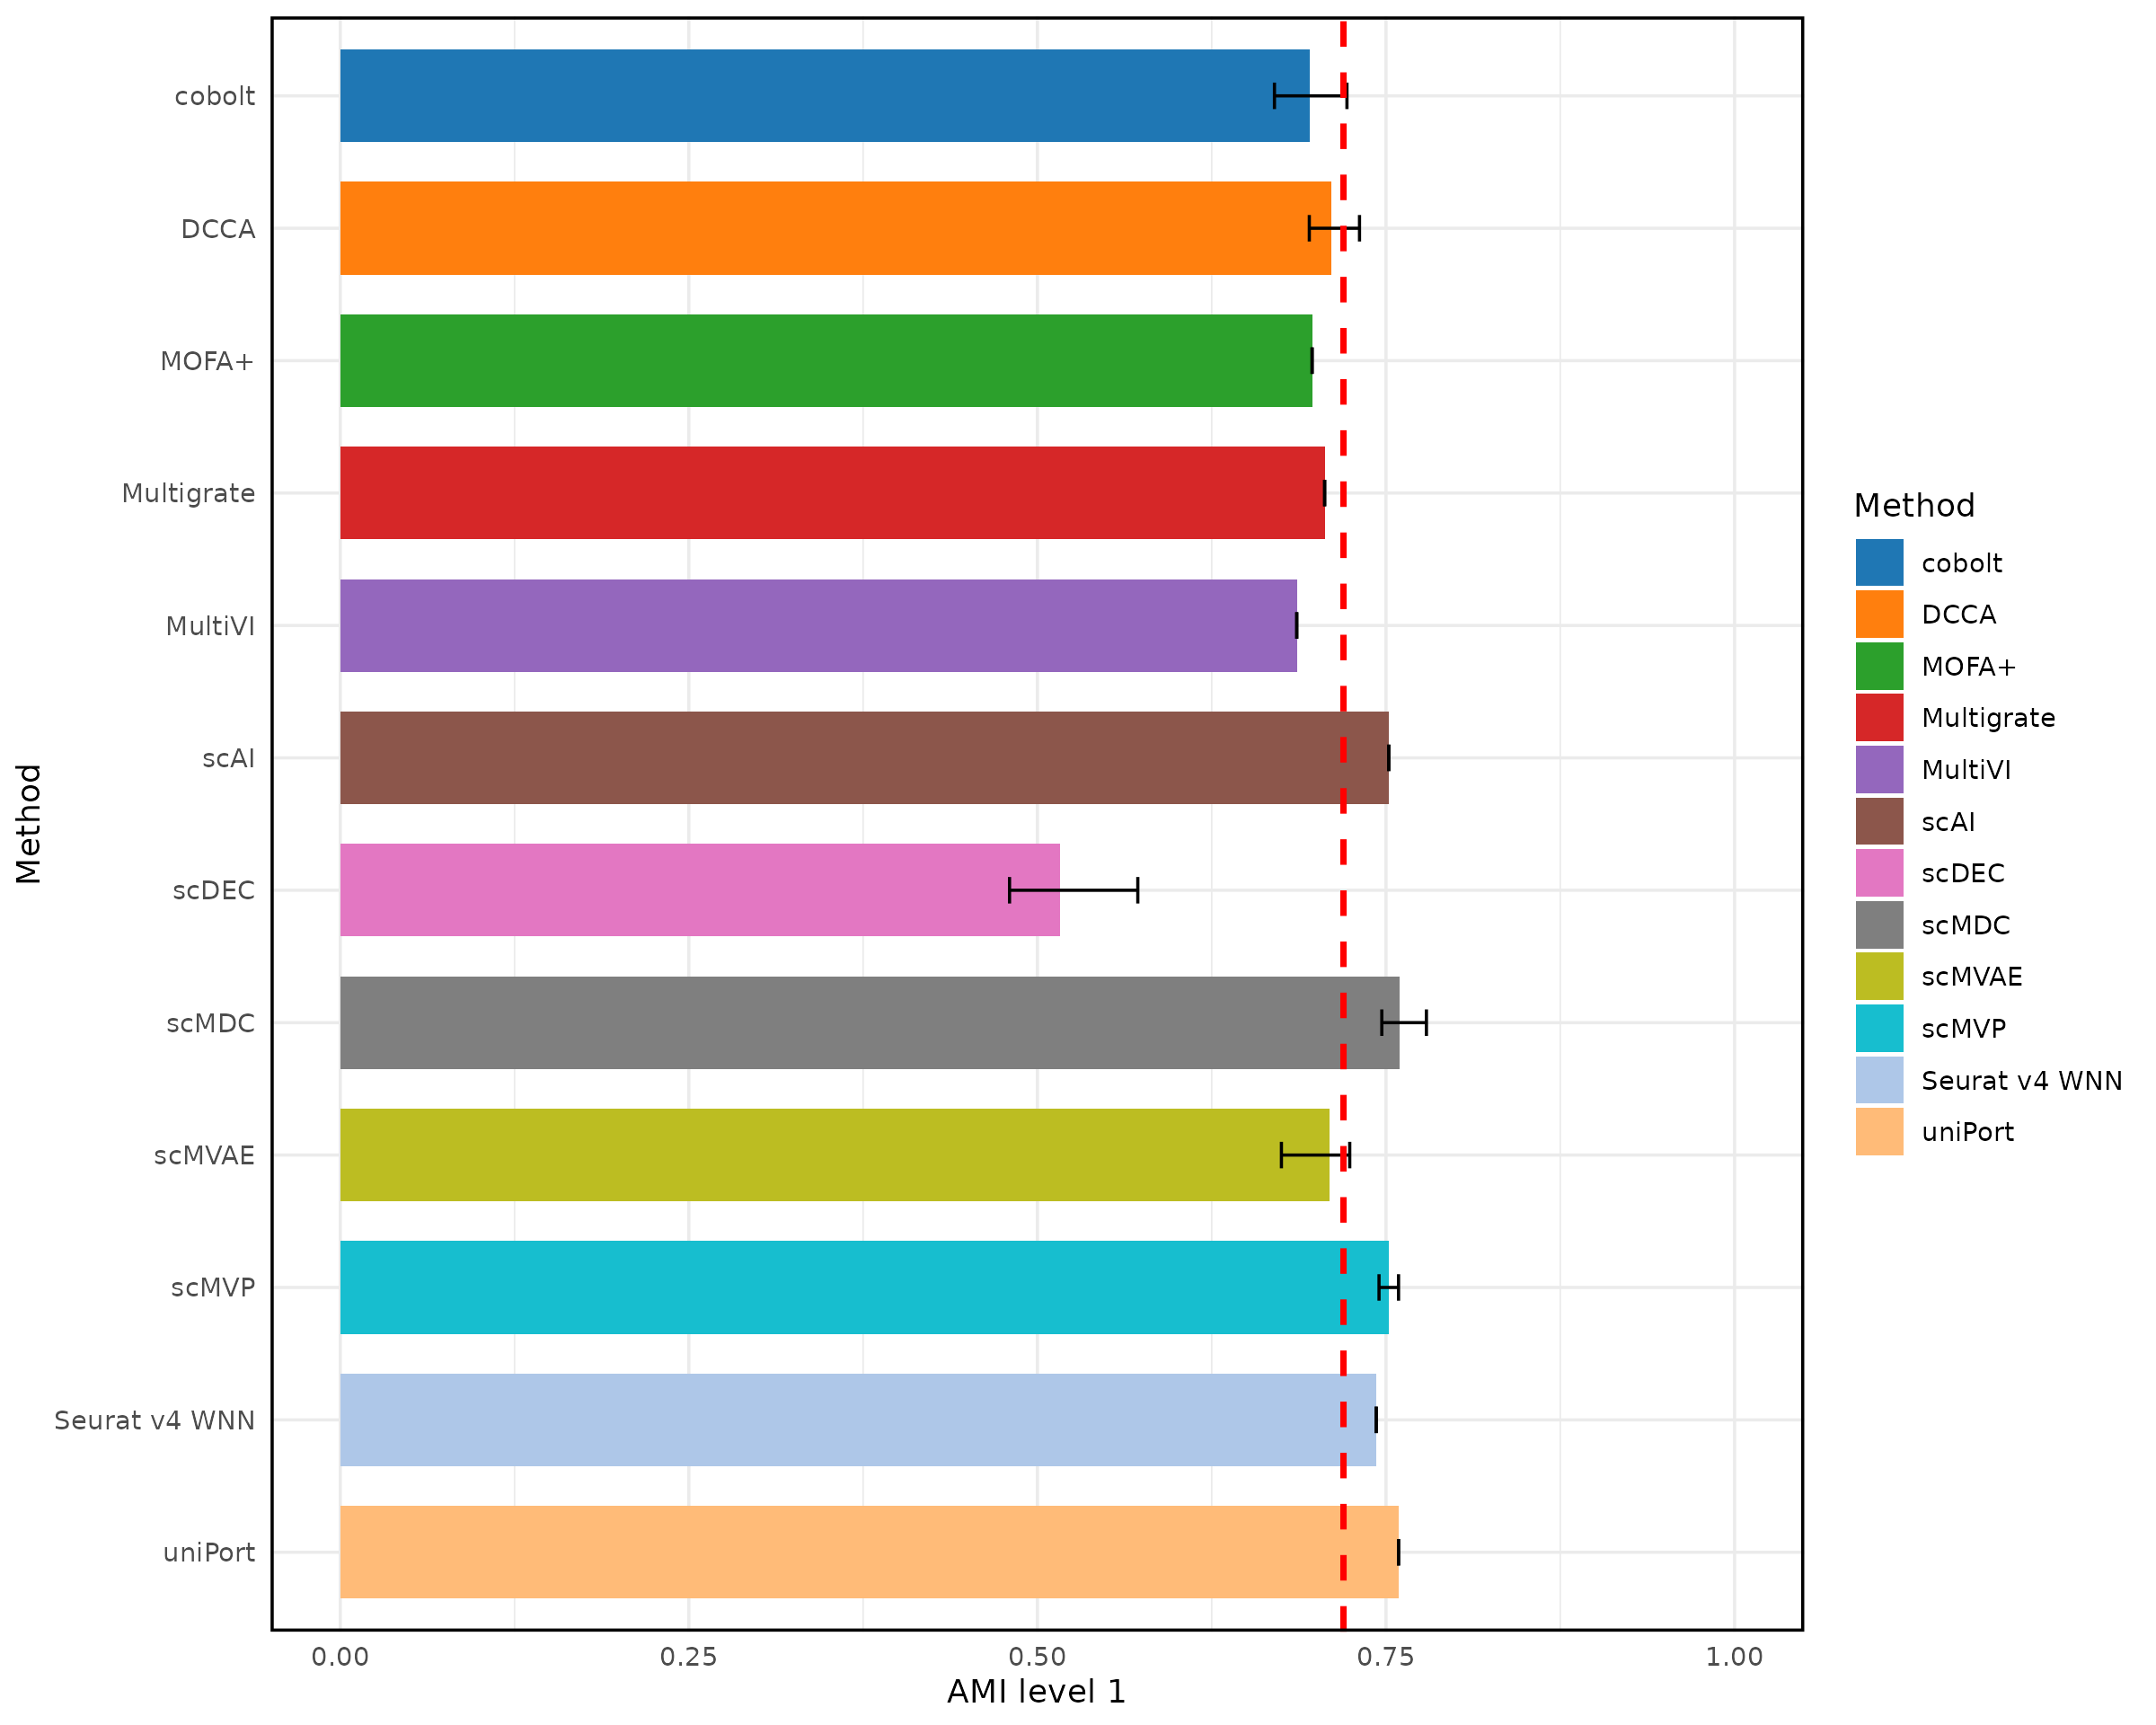 Method
cobolt
DCCA
MOFA+
Multigrate
MultiVI
scAI
scDEC
scMDC
scMVAE
scMVP
Seurat v4 WNN
uniPort
0.00 0.25 0.50 0.75 1.00
AMI level 1
Method
cobolt
DCCA
MOFA+
Multigrate
MultiVI
scAI
scDEC
scMDC
scMVAE
scMVP
Seurat v4 WNN
uniPort